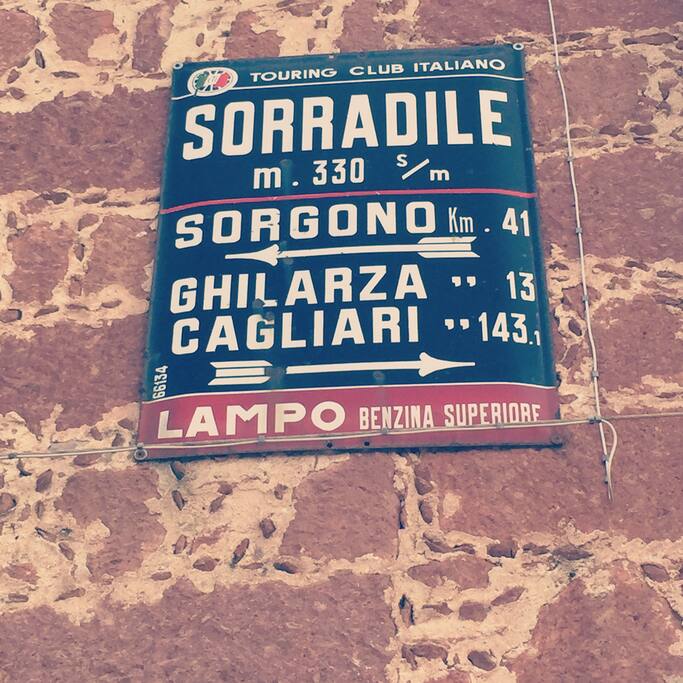 TOURING CLUB ITALIANO
SORRADILE
m. 330 S/m
SORGONO Km. 41
GHILARZA " 13
CAGLIARI " 143.1
66134
LAMPO BENZINA SUPERIORE